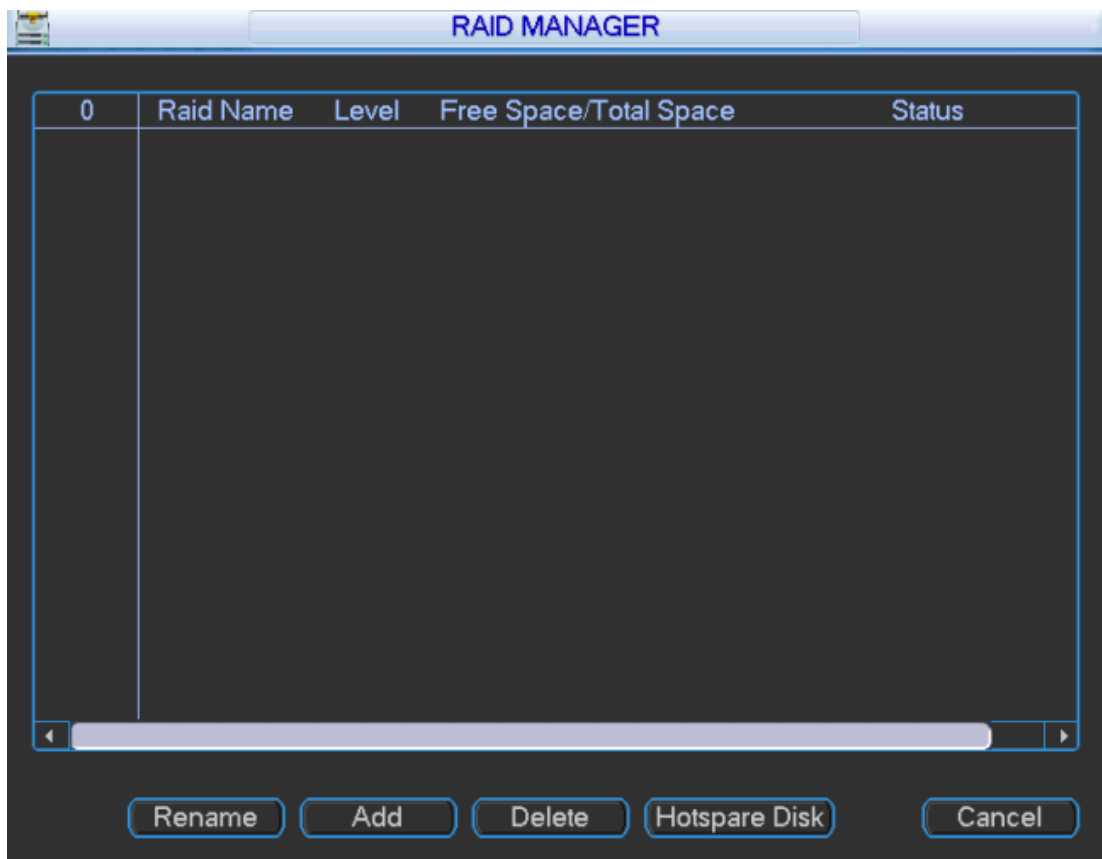 RAID MANAGER
0 Raid Name Level Free Space/Total Space Status
Rename Add Delete Hotspare Disk Cancel